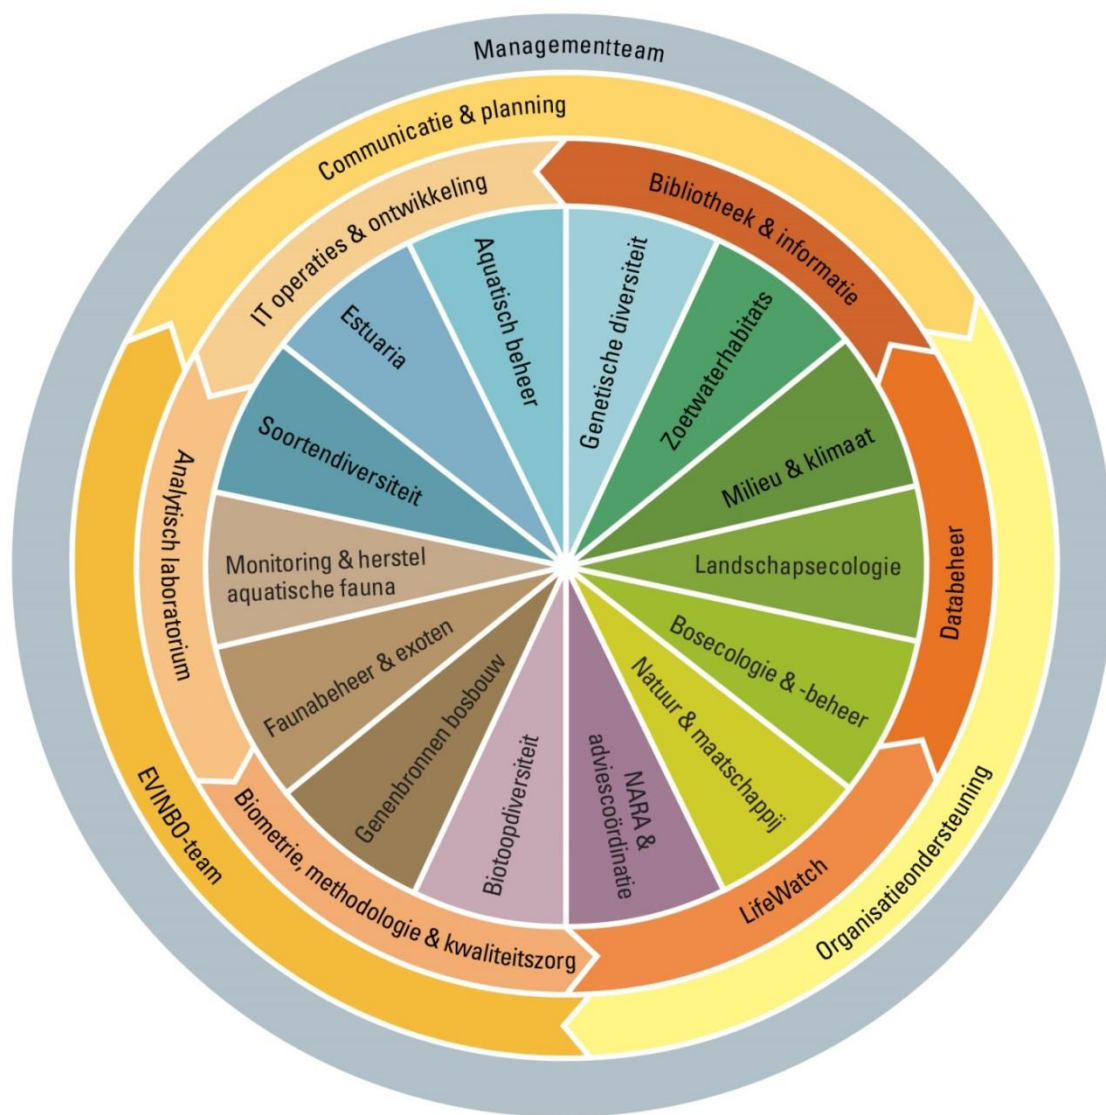 Managementteam
Communicatie & planning
Organisatieondersteuning
EVINBO-team
IT operaties & ontwikkeling
Bibliotheek & informatie
Databeheer
LifeWatch
Biometrie, methodologie & kwaliteitszorg
Analytisch laboratorium
Genetische diversiteit
Zoetwaterhabitats
Milieu & klimaat
Landschapsecologie
Bosecologie & -beheer
Natuur & maatschappij
NARA &
adviescoördinatie
Biotoopdiversiteit
Genenbronnen bosbouw
Faunabeheer & exoten
Monitoring & herstel
aquatische fauna
Soortendiversiteit
Estuaria
Aquatisch beheer